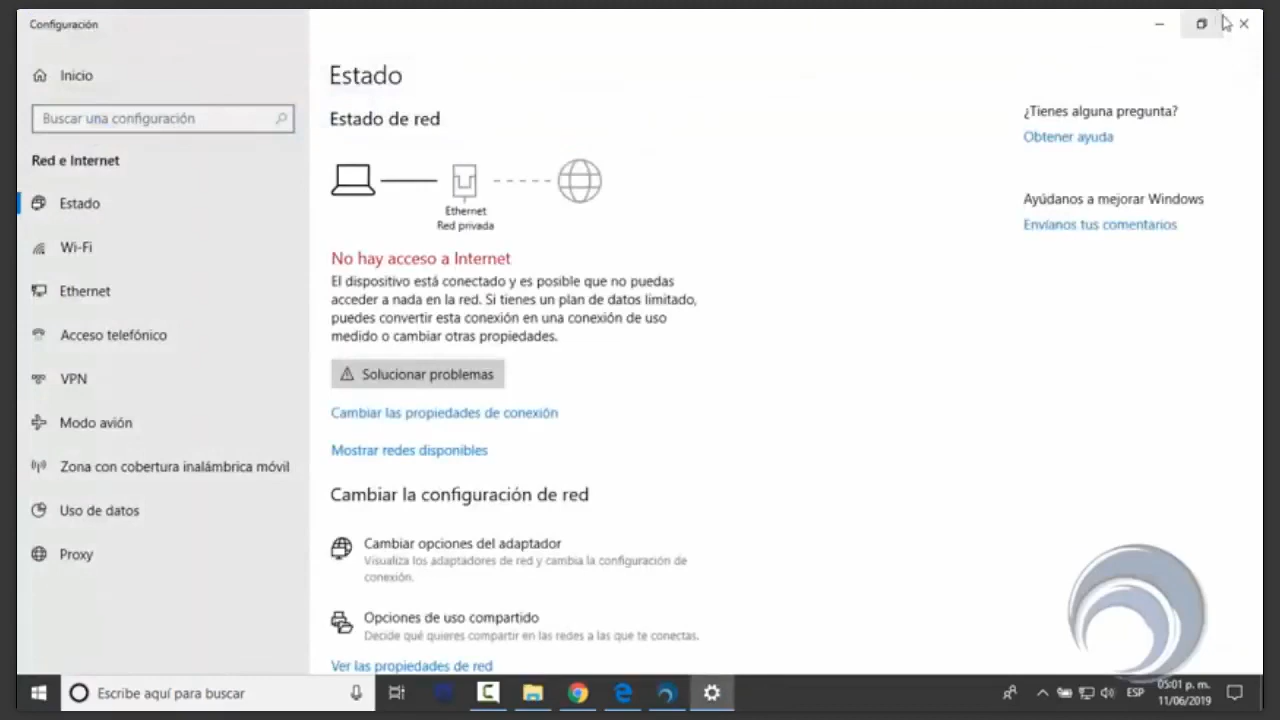 Configuración
Inicio
Buscar una configuración
Red e Internet
Estado
Wi-Fi
Ethernet
Acceso telefónico
VPN
Modo avión
Zona con cobertura inalámbrica móvil
Uso de datos
Proxy
Estado
Estado de red
Ethernet
Red privada
No hay acceso a Internet
El dispositivo está conectado y es posible que no puedas
acceder a nada en la red. Si tienes un plan de datos limitado,
puedes convertir esta conexión en una conexión de uso
medido o cambiar otras propiedades.
Solucionar problemas
Cambiar las propiedades de conexión
Mostrar redes disponibles
Cambiar la configuración de red
Cambiar opciones del adaptador
Visualiza los adaptadores de red y cambia la configuración de
conexión.
Opciones de uso compartido
Decide qué quieres compartir en las redes a las que te conectas.
Ver las propiedades de red
¿Tienes alguna pregunta?
Obtener ayuda
Ayúdanos a mejorar Windows
Envíanos tus comentarios
Escribe aquí para buscar
ESP
05:01 p. m.
11/06/2019